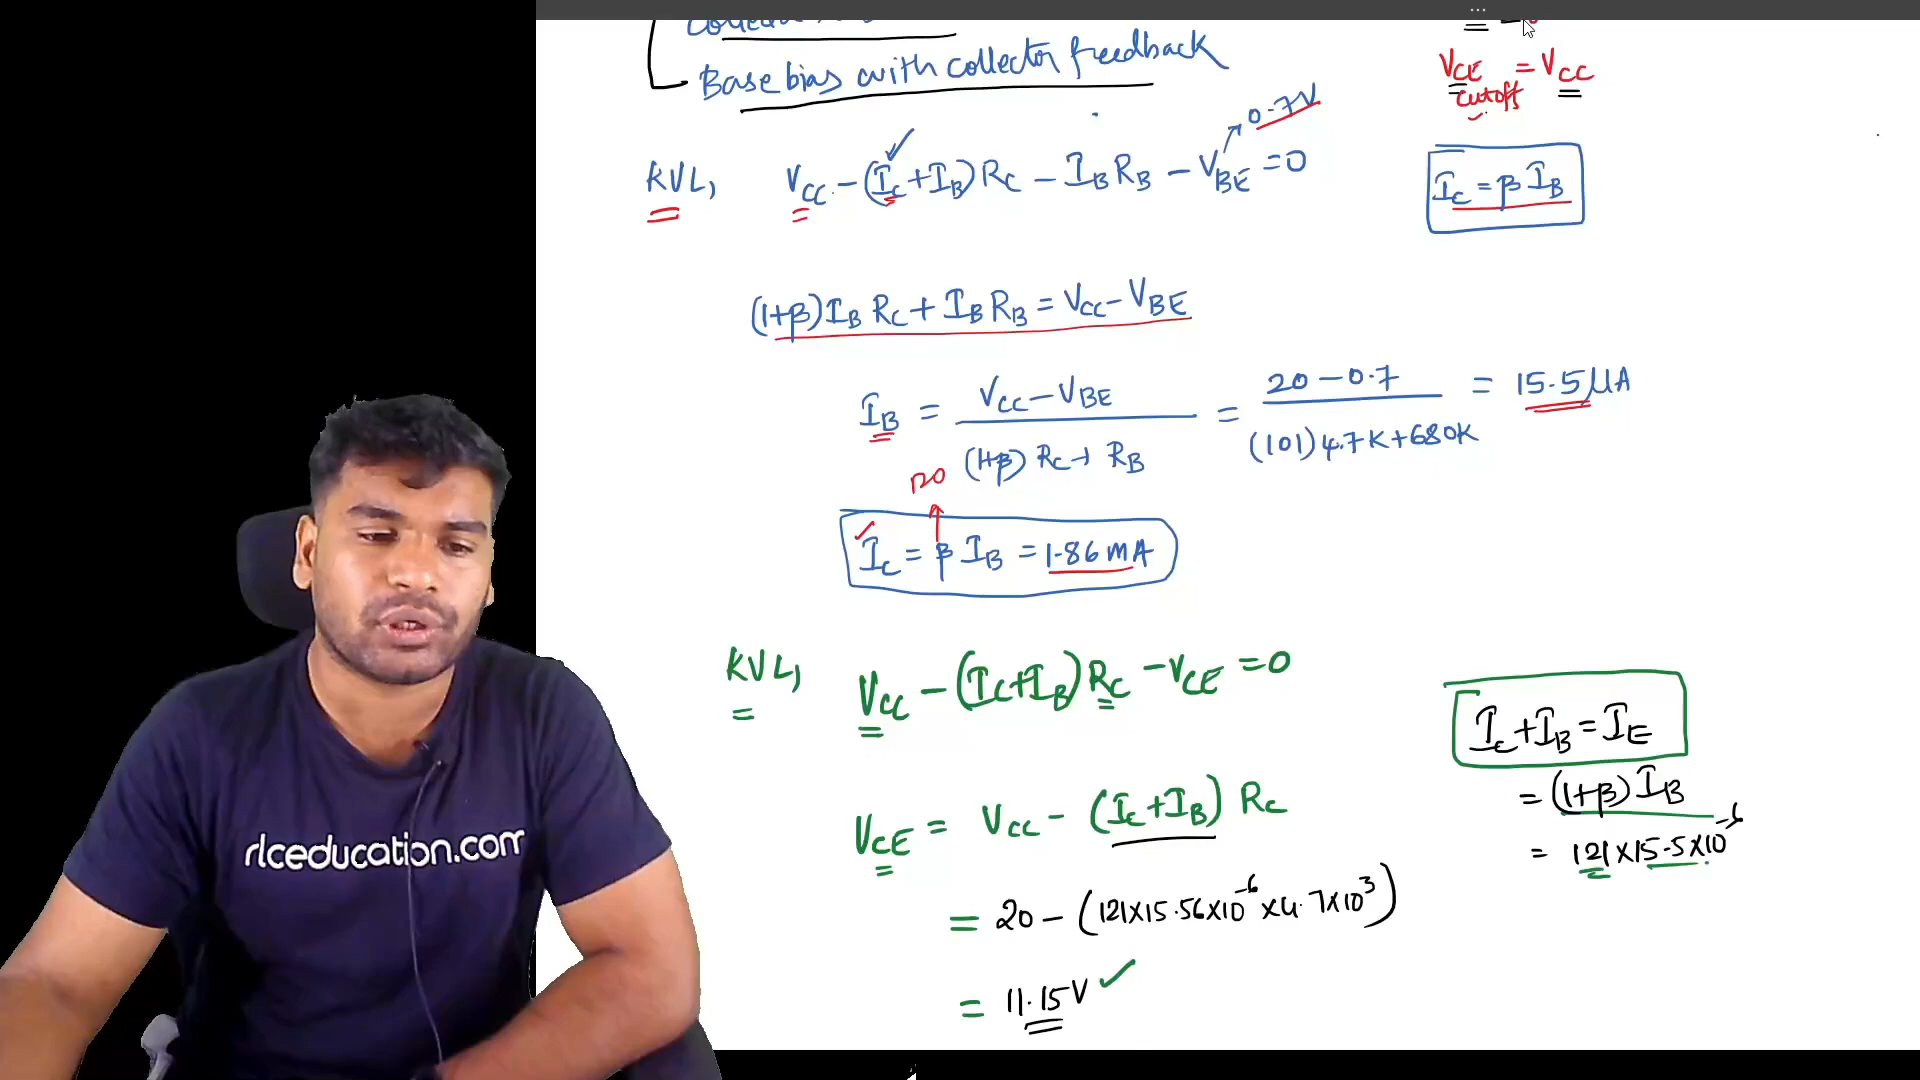 Base bias with collector feedback
VCE = VCC
cutoff
0.7V
KVL, VCC - (IC+IB)RC - IBRB - VBE = 0
IC = βIB
(1+β)IBRC + IBRB = VCC - VBE
IB = VCC - VBE / (1+β) RC + RB = 20 - 0.7 / (101) 4.7K + 680K = 15.5μA
120
IC = βIB = 1.86mA
KVL, VCC - (IC+IB)RC - VCE = 0
IC + IB = IE
= (1+β)IB
= 121×15.5×10⁻⁶
VCE = VCC - (IC+IB) RC
= 20 - (121×15.56×10⁻⁶×4.7×10³)
= 11.15V ✓
rlceducation.com